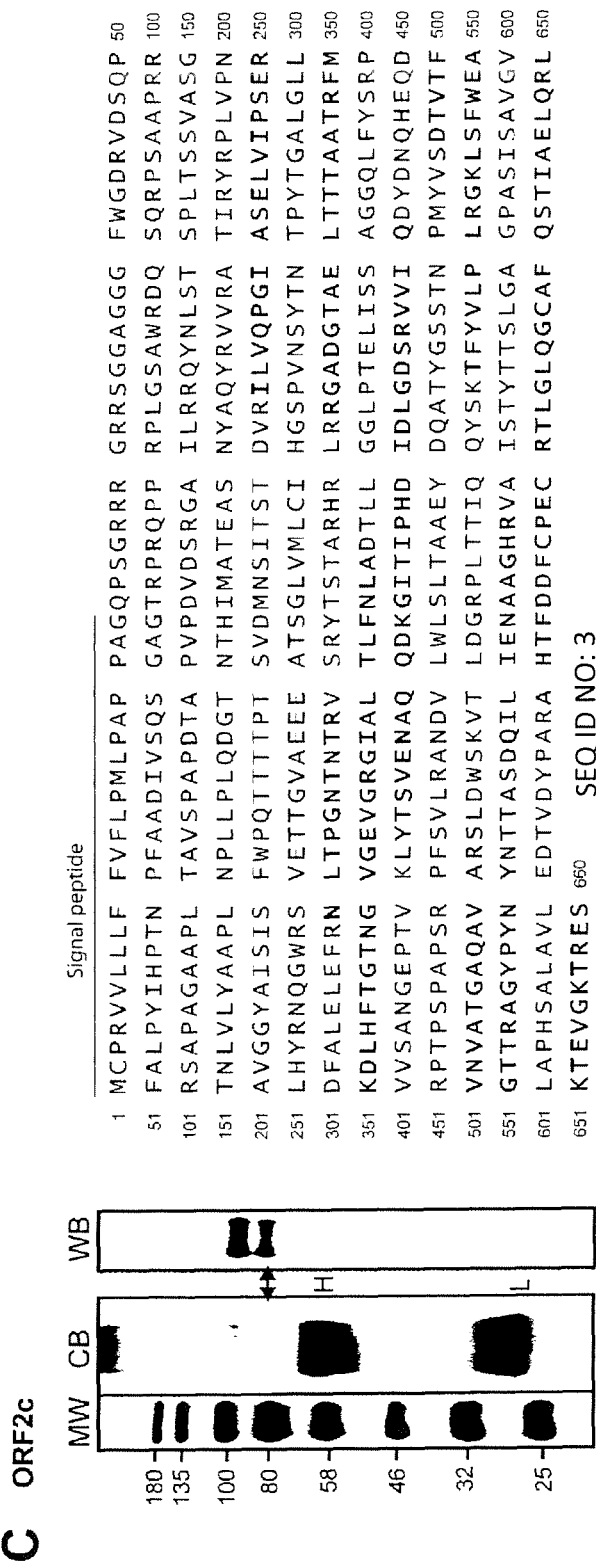 C ORF2c
MW CB WB
180
135
100
80
58
46
32
25
H
L
Signal peptide
1 MCPRVVLLLF FVFLPMLPAP PAGQPSGRRR GRRSGGAGGG FWGDRVDSQP 50
51 FALPYIHPTN PFAADIVSQS GAGTRPRQPP RPLGSAWRDQ SQRPSAAPRR 100
101 RSAPAGAAPL TAVSPAPDTA PVPDVDSRGA ILRRQYNLST SPLTSSVASG 150
151 TNLVLYAAPL NPLLPLQDGT NTHIMATEAS NYAQYRVVRA TIRYRPLVPN 200
201 AVGGYAISIS FWPQTTTTPT SVDMNSITST DVRILVQPGI ASELVIPSER 250
251 LHYRNQGWRS VETTGVAEEE ATSGLVMLCI HGSPVNSYTN TPYTGALGLL 300
301 DFALELEFRN LTPGNTNTRV SRYTSTARHR LRRGADGTAE LTTTAATRFM 350
351 KDLHFTGTNG VGEVGRGIAL TLFNLADTLL GGLPTELISS AGGQLFYSRP 400
401 VVSANGEPTV KLYTSVENAQ QDKGITIPHD IDLGDSRVVI QDYDNQHEQD 450
451 RPTPSPAPSR PFSVLRANDV LWLSLTAAEY DQATYGSSTN PMYVSDTVTF 500
501 VNVATGAQAV ARSLDWSKVT LDGRPLTTIQ QYSKTFYVLP LRGKLSFWEA 550
551 GTTRAGYPYN YNTTASDQIL IENAAGHRVA ISTYTTSLGA GPASISAVGV 600
601 LAPHSALAVL EDTVDYPARA HTFDDFCPEC RTLGLQGCAF QSTIAELQRL 650
651 KTEVGKTRES 660
SEQ ID NO: 3